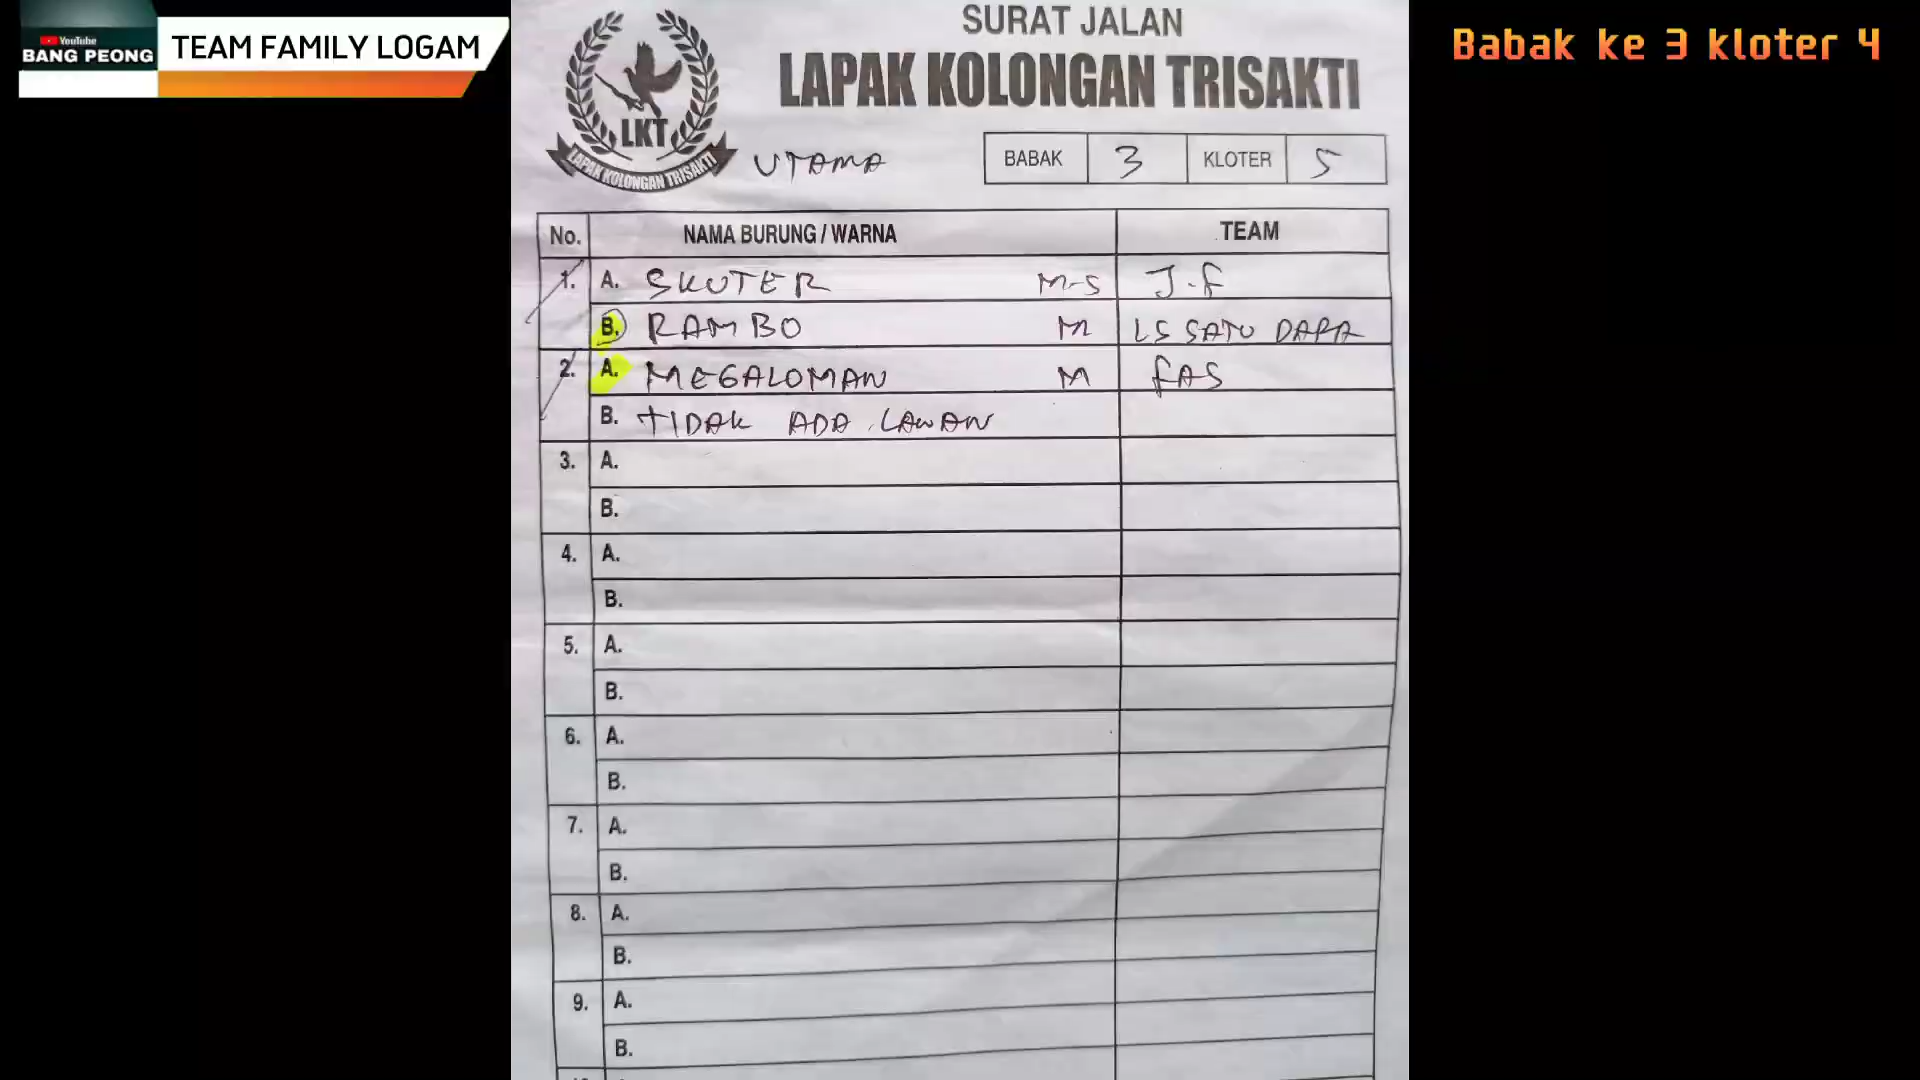 YouTube
BANG PEONG
TEAM FAMILY LOGAM
Babak ke 3 kloter 4
SURAT JALAN
LAPAK KOLONGAN TRISAKTI
LKT
LAPAK KOLONGAN TRISAKTI
UTAMA
BABAK 3 KLOTER 5
No. NAMA BURUNG / WARNA TEAM
1. A. SKUTER M-S J.F
B. RAMBO M LS SATU DARA
2. A. MEGALOMAN M FAS
B. TIDAK ADA LAWAN
3. A.
B.
4. A.
B.
5. A.
B.
6. A.
B.
7. A.
B.
8. A.
B.
9. A.
B.